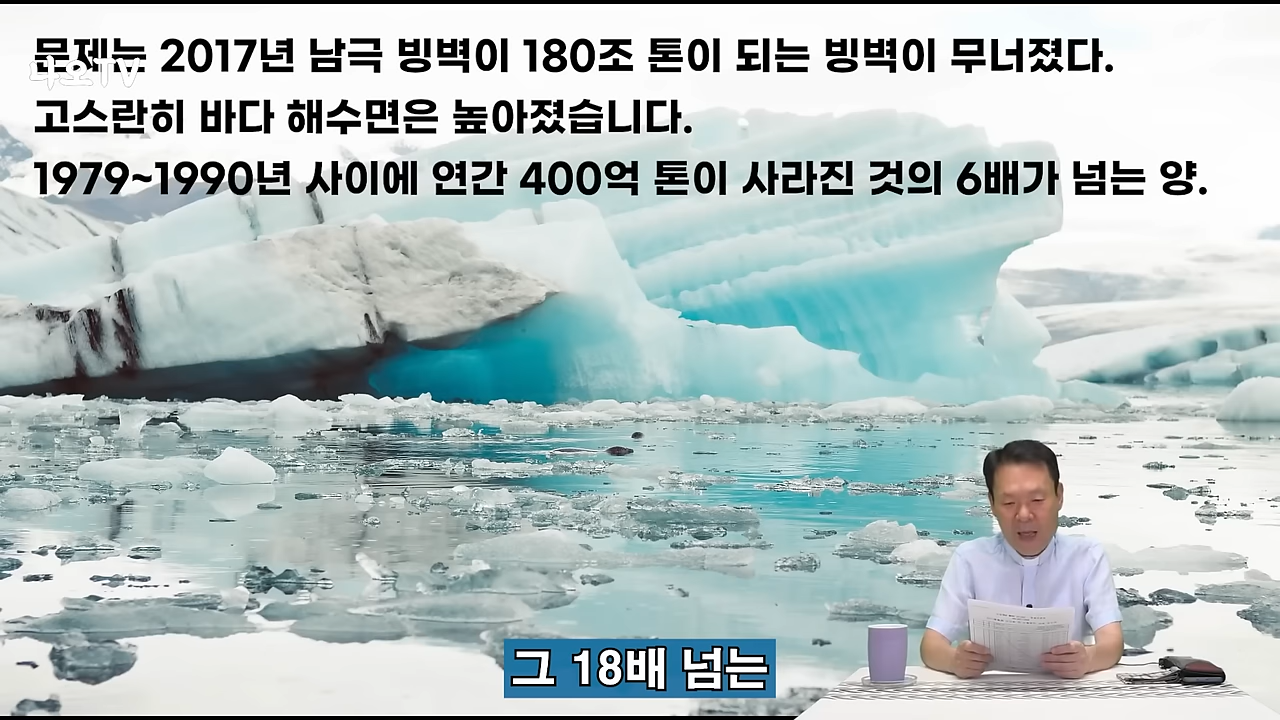 문제는 2017년 남극 빙벽이 180조 톤이 되는 빙벽이 무너졌다.
다오TV
고스란히 바다 해수면은 높아졌습니다.
1979~1990년 사이에 연간 400억 톤이 사라진 것의 6배가 넘는 양.
그 18배 넘는